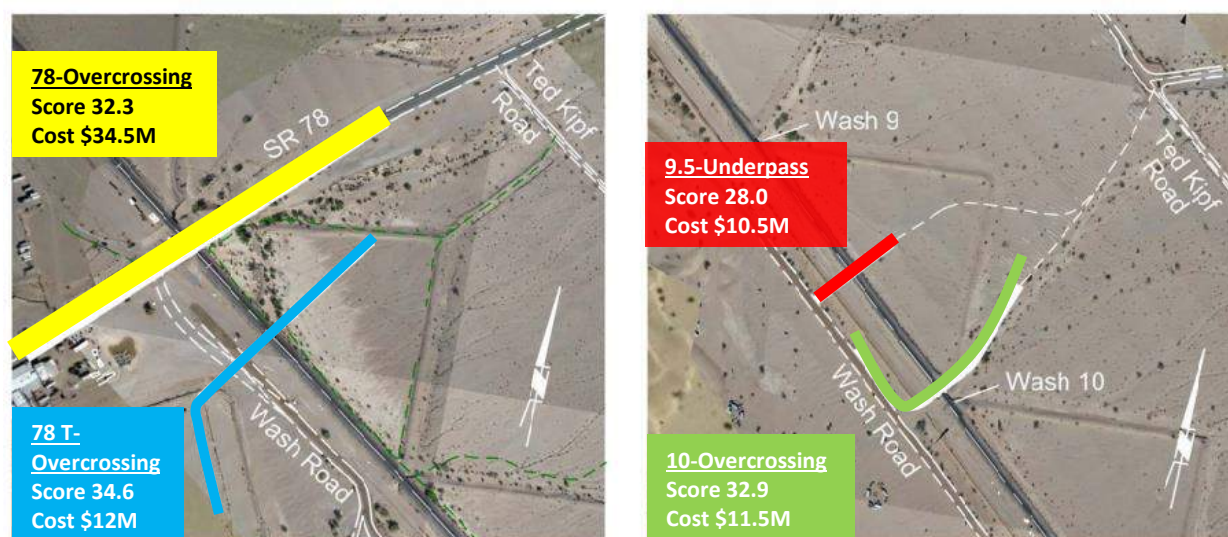 78-Overcrossing
Score 32.3
Cost $34.5M
SR 78
Ted Kipf
Road
78 T-
Overcrossing
Score 34.6
Cost $12M
Wash Road
Wash 9
9.5-Underpass
Score 28.0
Cost $10.5M
Ted Kipf
Road
Wash 10
Wash Road
10-Overcrossing
Score 32.9
Cost $11.5M